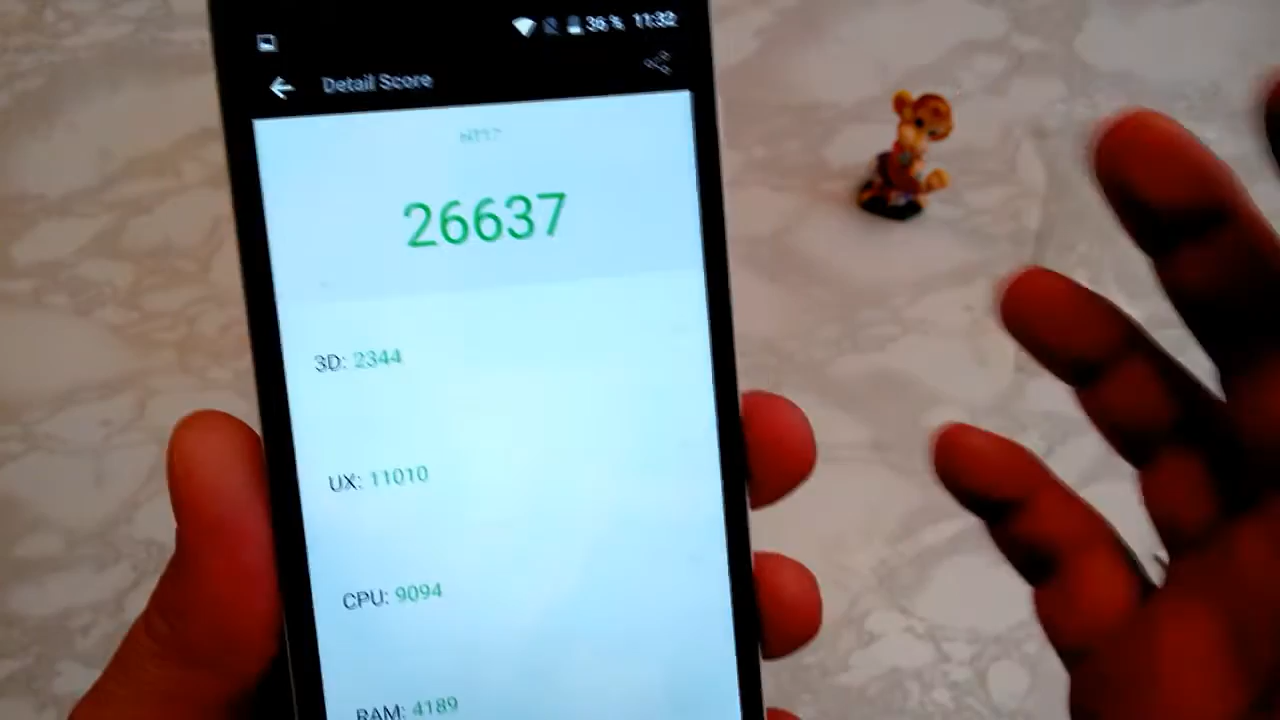 36% 11:32
Detail Score
26637
3D: 2344
UX: 11010
CPU: 9094
RAM: 4189